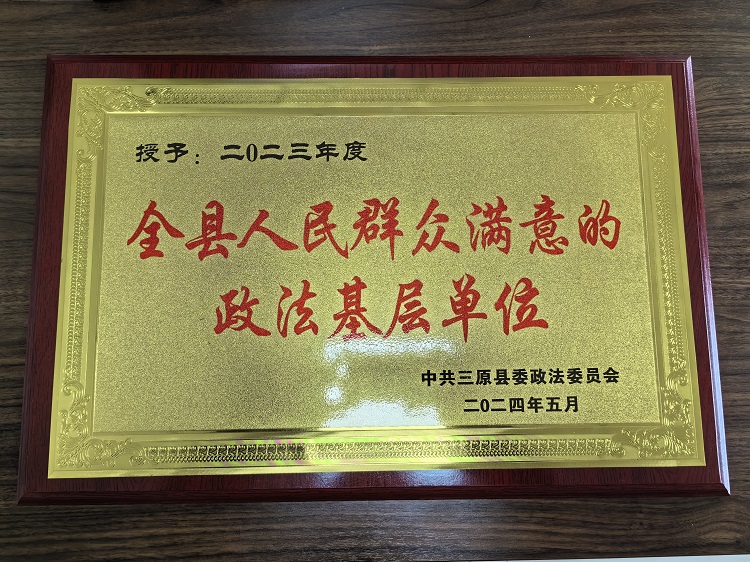 授予：二0二三年度
全县人民群众满意的
政法基层单位
中共三原县委政法委员会
二0二四年五月